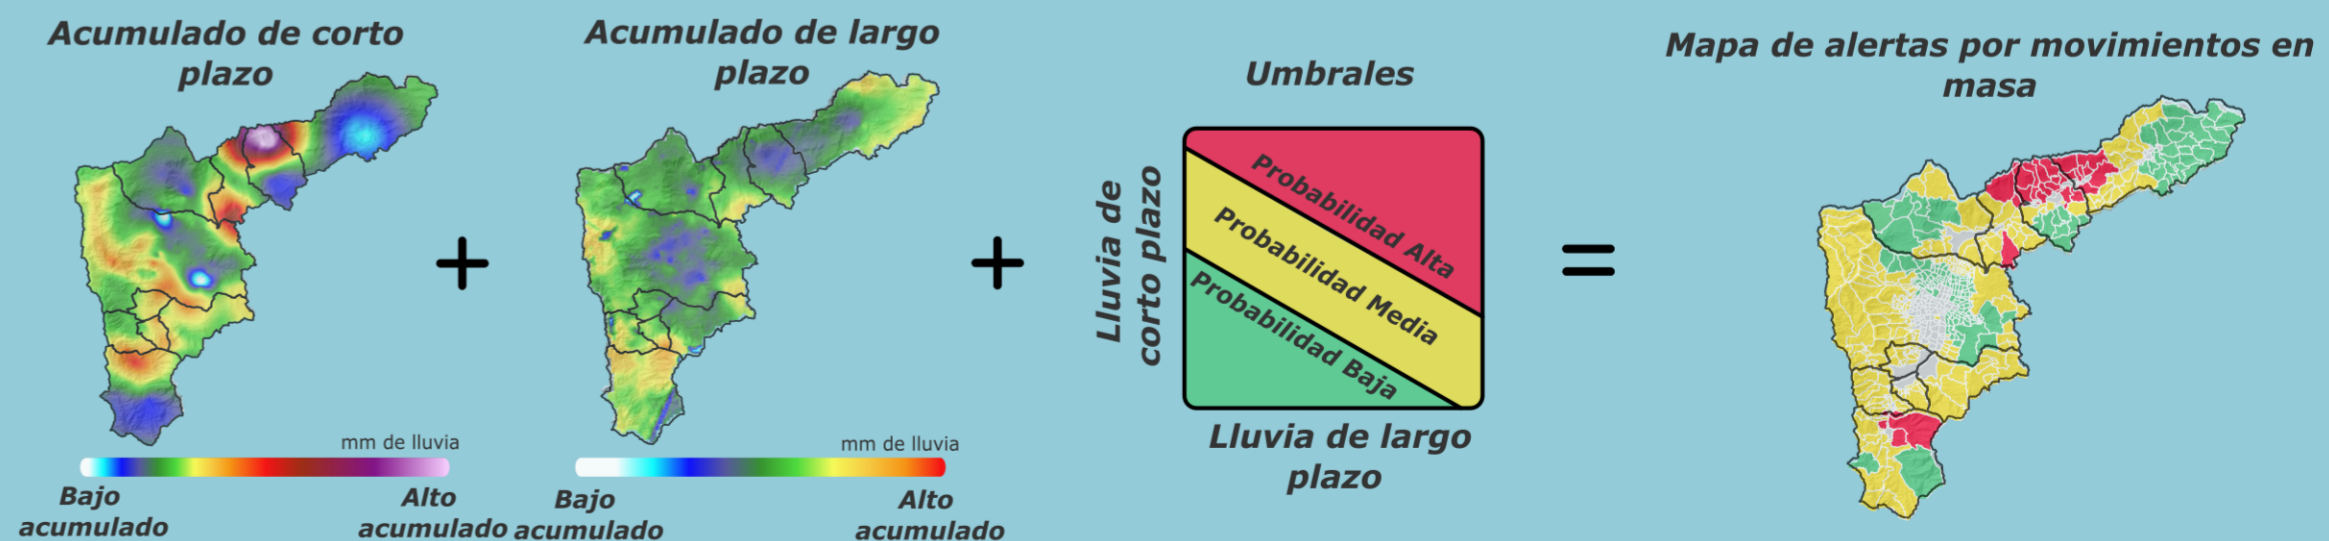 Acumulado de corto
plazo
mm de lluvia
Bajo
acumulado
Alto
acumulado
Acumulado de largo
plazo
mm de lluvia
Bajo
acumulado
Alto
acumulado
Umbrales
Lluvia de
corto plazo
Probabilidad Alta
Probabilidad Media
Probabilidad Baja
Lluvia de largo
plazo
Mapa de alertas por movimientos en
masa